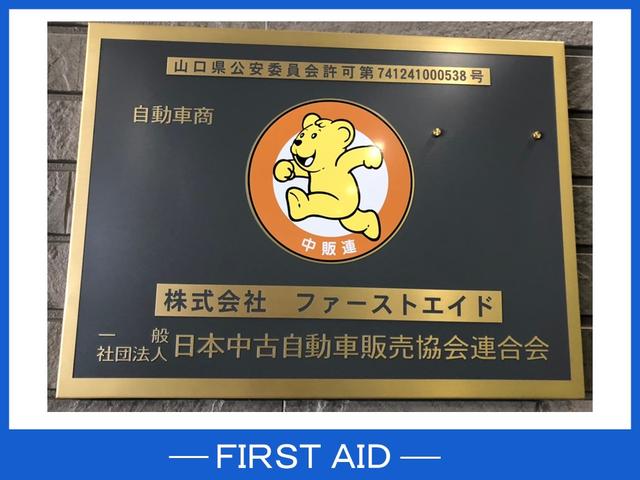 山口県公安委員会許可第741241000538号
自動車商
中販連
株式会社 ファーストエイド
一般
社団法人 日本中古自動車販売協会連合会
FIRST AID